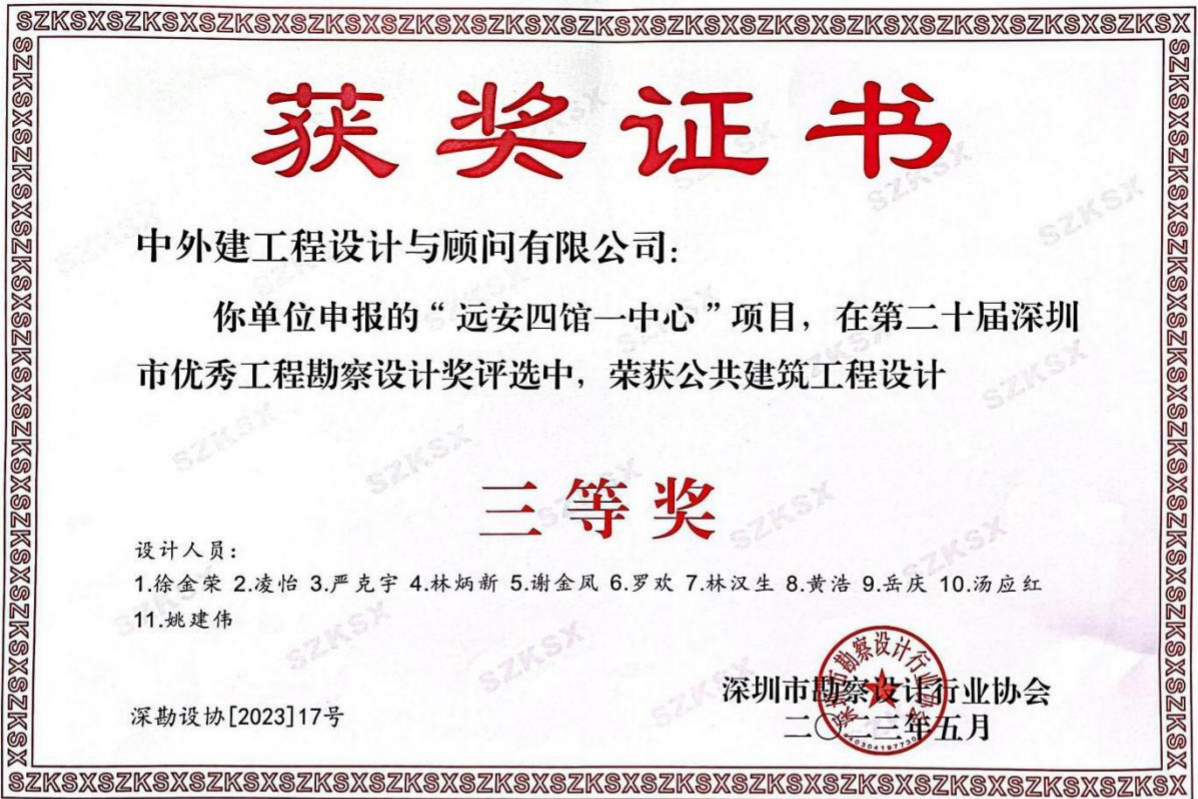 SZKSXSZKSXSZKSXSZKSXSZKSXSZKSXSZKSXSZKSXSZKSXSZKSXSZKSX
获奖证书
中外建工程设计与顾问有限公司：
你单位申报的“远安四馆一中心”项目，在第二十届深圳
市优秀工程勘察设计奖评选中，荣获公共建筑工程设计
三等奖
设计人员：
1.徐金荣 2.凌怡 3.严克宇 4.林炳新 5.谢金凤 6.罗欢 7.林汉生 8.黄浩 9.岳庆 10.汤应红
11.姚建伟
深圳市勘察设计行业协会
深勘设协[2023]17号
二〇二三年五月